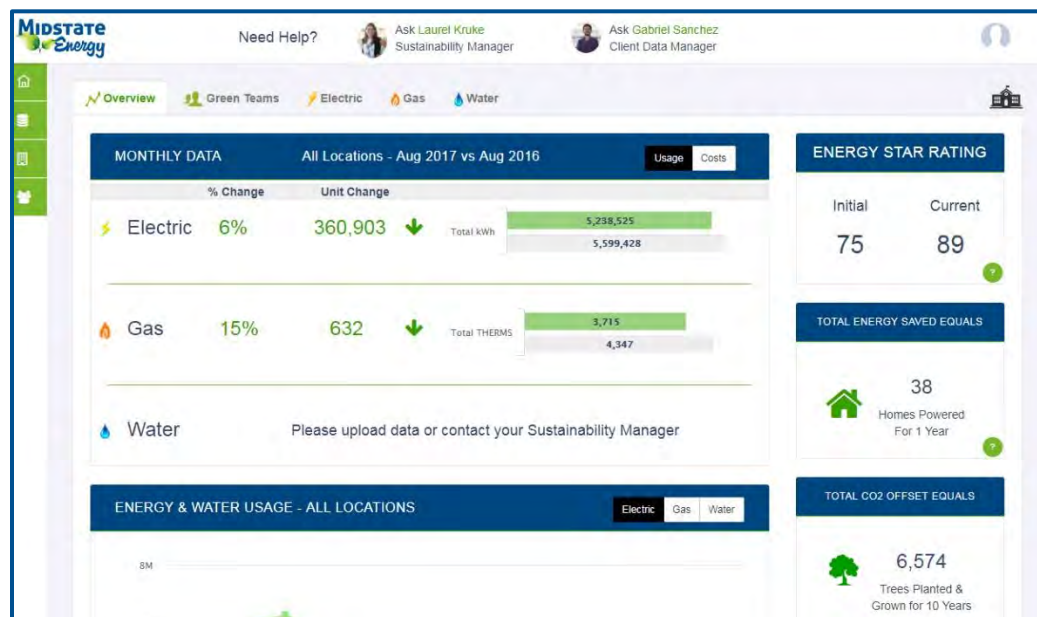 MIDSTATE
Energy
Need Help?
Ask Laurel Kruke
Sustainability Manager
Ask Gabriel Sanchez
Client Data Manager
Overview
Green Teams
Electric
Gas
Water
MONTHLY DATA
All Locations - Aug 2017 vs Aug 2016
Usage
Costs
% Change
Unit Change
Electric
6%
360,903
Total kWh
5,238,525
5,599,428
Gas
15%
632
Total THERMS
3,715
4,347
Water
Please upload data or contact your Sustainability Manager
ENERGY & WATER USAGE - ALL LOCATIONS
Electric
Gas
Water
8M
ENERGY STAR RATING
Initial
Current
75
89
?
TOTAL ENERGY SAVED EQUALS
38
Homes Powered
For 1 Year
?
TOTAL CO2 OFFSET EQUALS
6,574
Trees Planted &
Grown for 10 Years